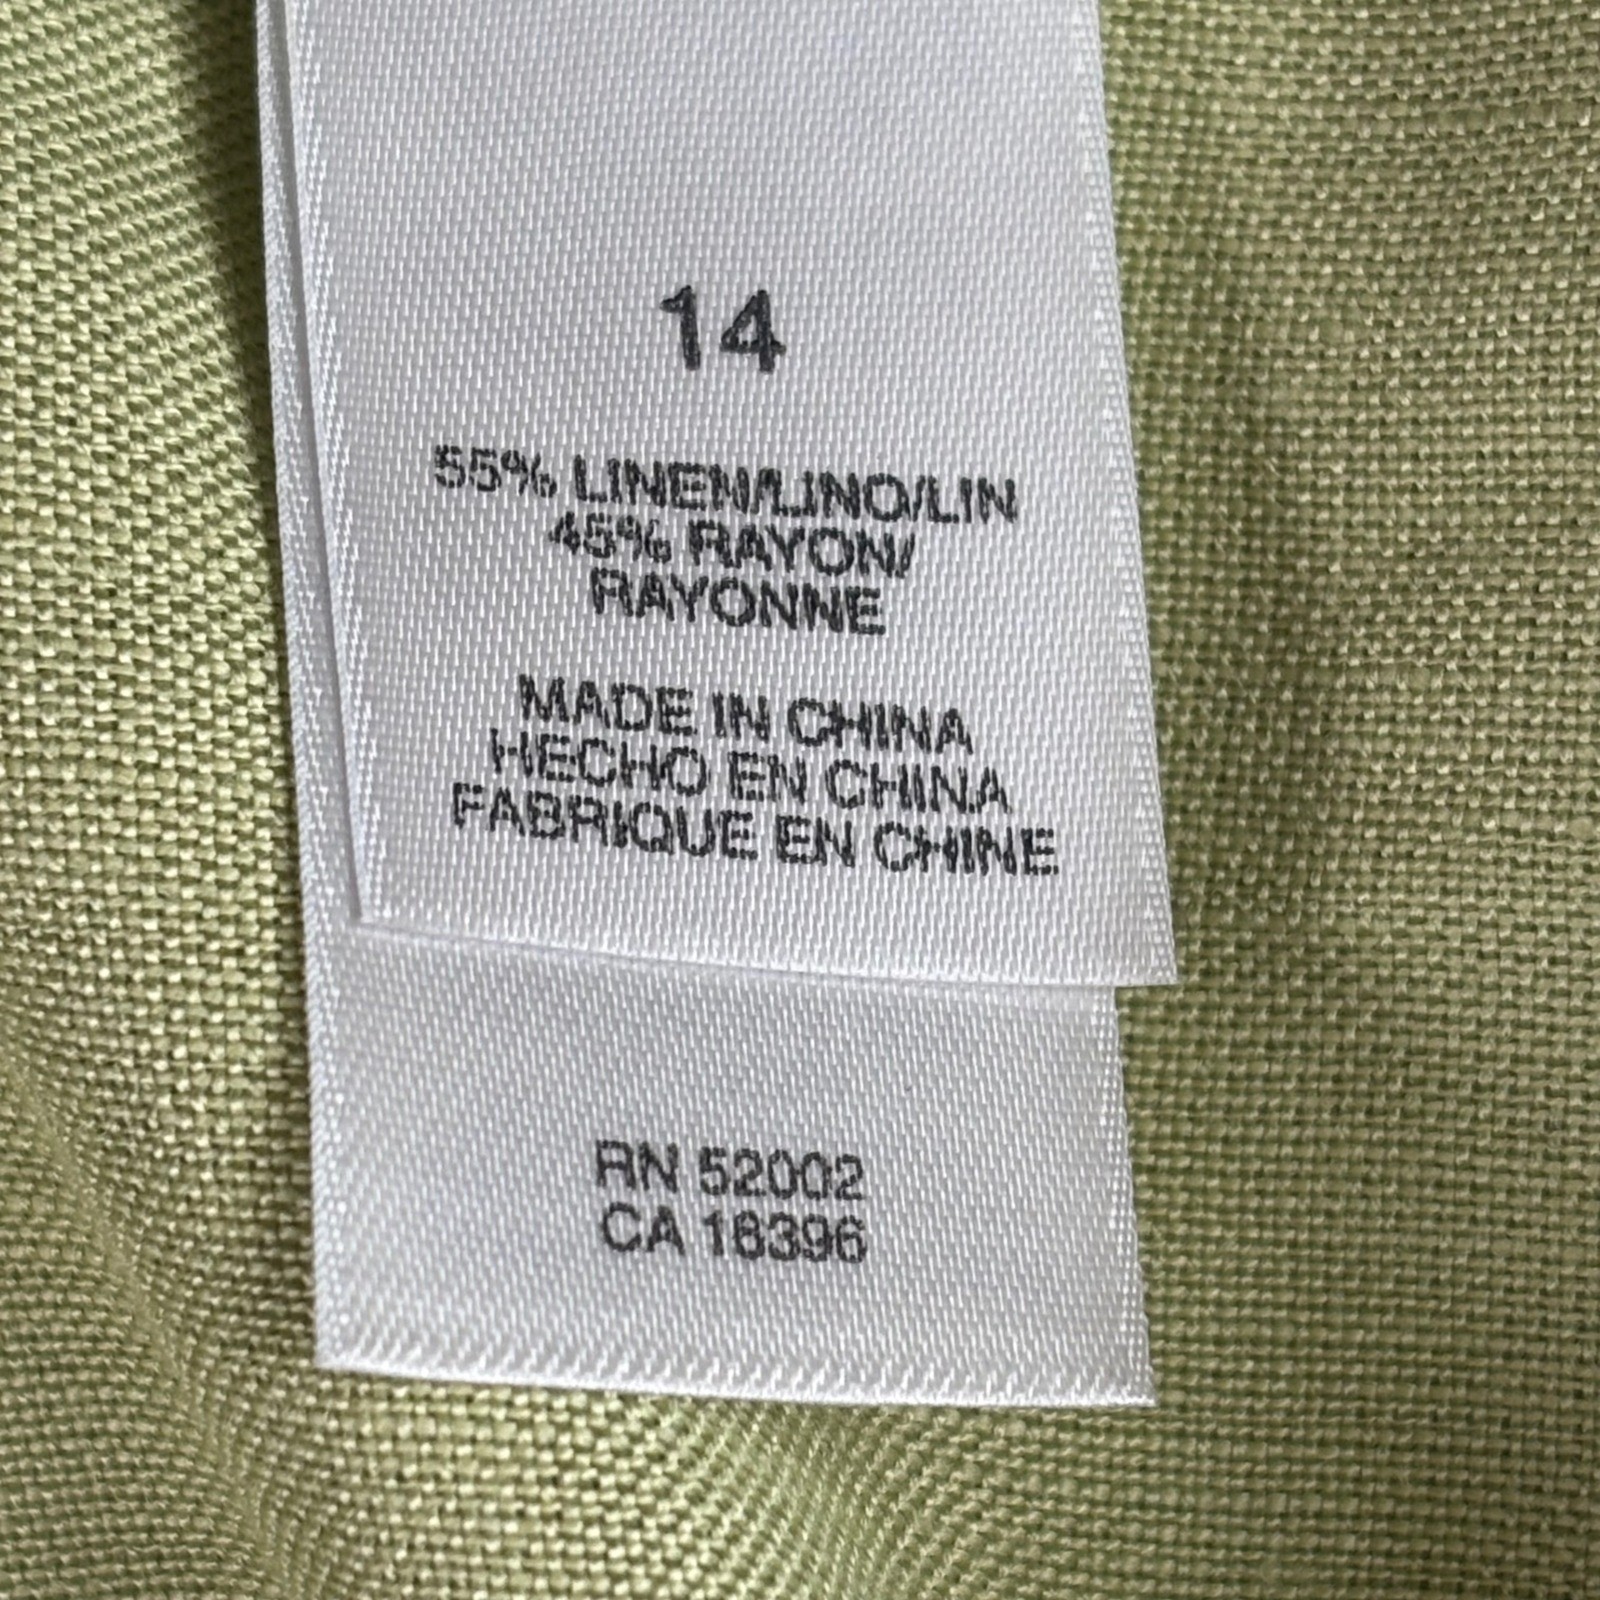 14
55% LINEN/LINO/LIN
45% RAYON/
RAYONNE
MADE IN CHINA
HECHO EN CHINA
FABRIQUE EN CHINE
RN 52002
CA 18396